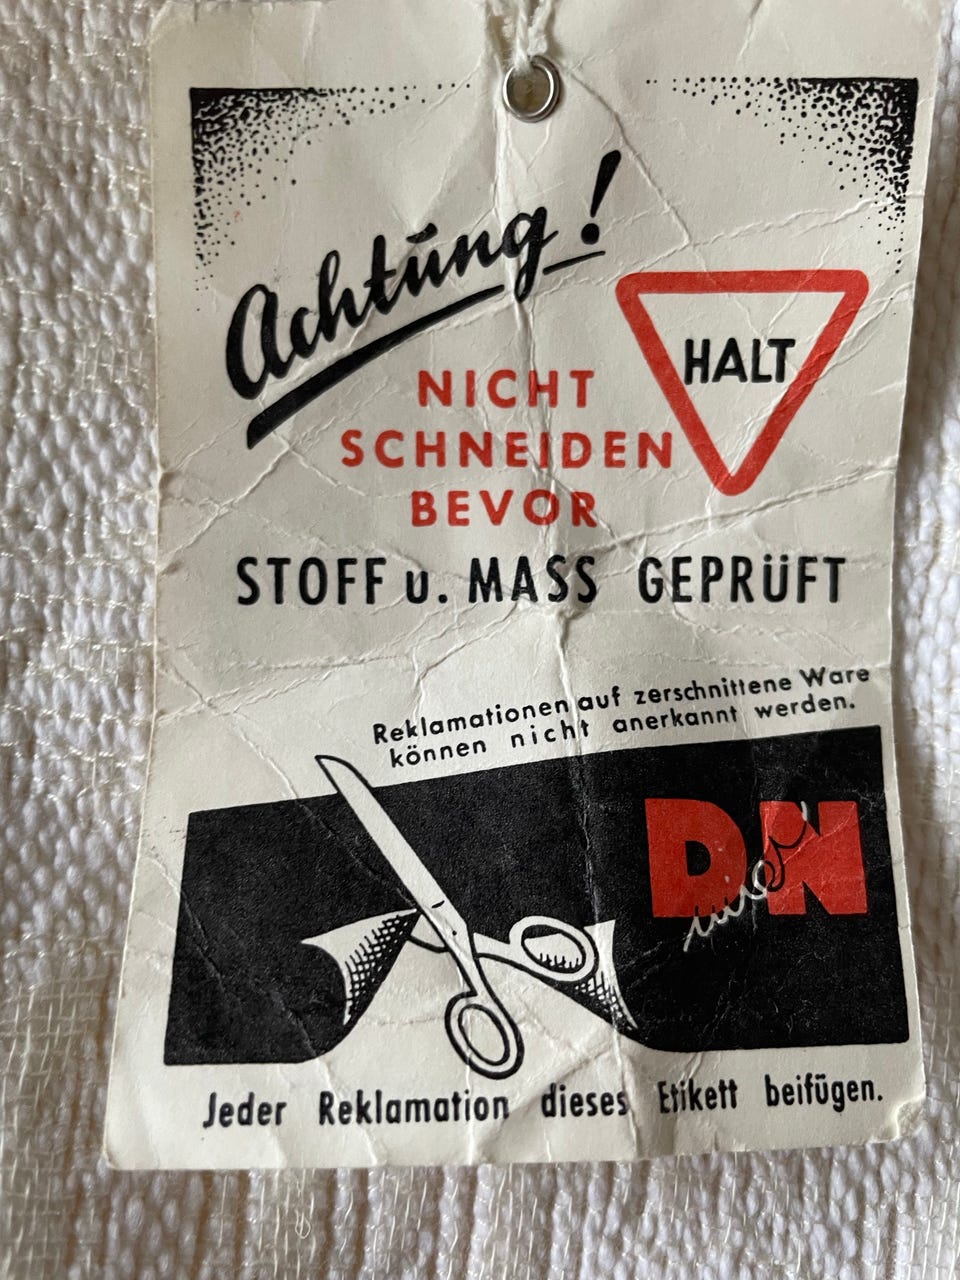 Achtung!
HALT
NICHT
SCHNEIDEN
BEVOR
STOFF u. MASS GEPRÜFT
Reklamationen auf zerschnittene Ware
können nicht anerkannt werden.
DN
Jeder Reklamation dieses Etikett beifügen.